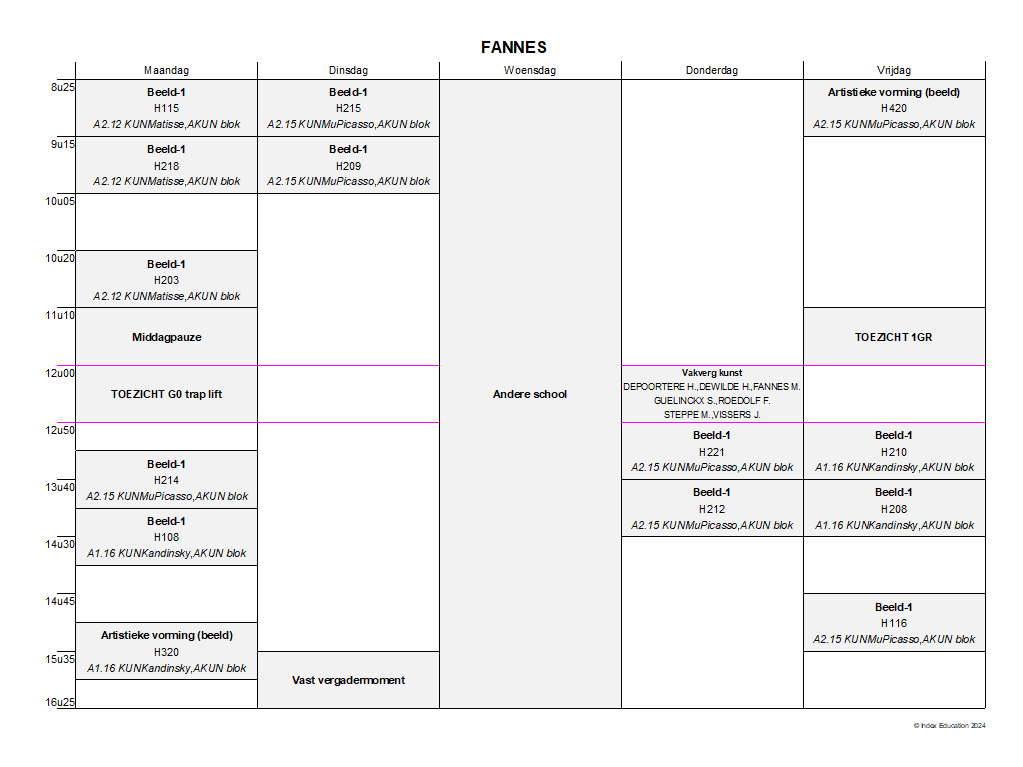 FANNES
Maandag
Dinsdag
Woensdag
Donderdag
Vrijdag
8u25
9u15
10u05
10u20
11u10
12u00
12u50
13u40
14u30
14u45
15u35
16u25
Beeld-1
H115
A2.12 KUNMatisse,AKUN blok
Beeld-1
H218
A2.12 KUNMatisse,AKUN blok
Beeld-1
H203
A2.12 KUNMatisse,AKUN blok
Middagpauze
TOEZICHT G0 trap lift
Beeld-1
H214
A2.15 KUNMuPicasso,AKUN blok
Beeld-1
H108
A1.16 KUNKandinsky,AKUN blok
Artistieke vorming (beeld)
H320
A1.16 KUNKandinsky,AKUN blok
Beeld-1
H215
A2.15 KUNMuPicasso,AKUN blok
Beeld-1
H209
A2.15 KUNMuPicasso,AKUN blok
Vast vergadermoment
Andere school
Vakverg kunst
DEPOORTERE H.,DEWILDE H.,FANNES M.
GUELINCKX S.,ROEDOLF F.
STEPPE M.,VISSERS J.
Beeld-1
H221
A2.15 KUNMuPicasso,AKUN blok
Beeld-1
H212
A2.15 KUNMuPicasso,AKUN blok
Artistieke vorming (beeld)
H420
A2.15 KUNMuPicasso,AKUN blok
TOEZICHT 1GR
Beeld-1
H210
A1.16 KUNKandinsky,AKUN blok
Beeld-1
H208
A1.16 KUNKandinsky,AKUN blok
Beeld-1
H116
A2.15 KUNMuPicasso,AKUN blok
© Index Education 2024